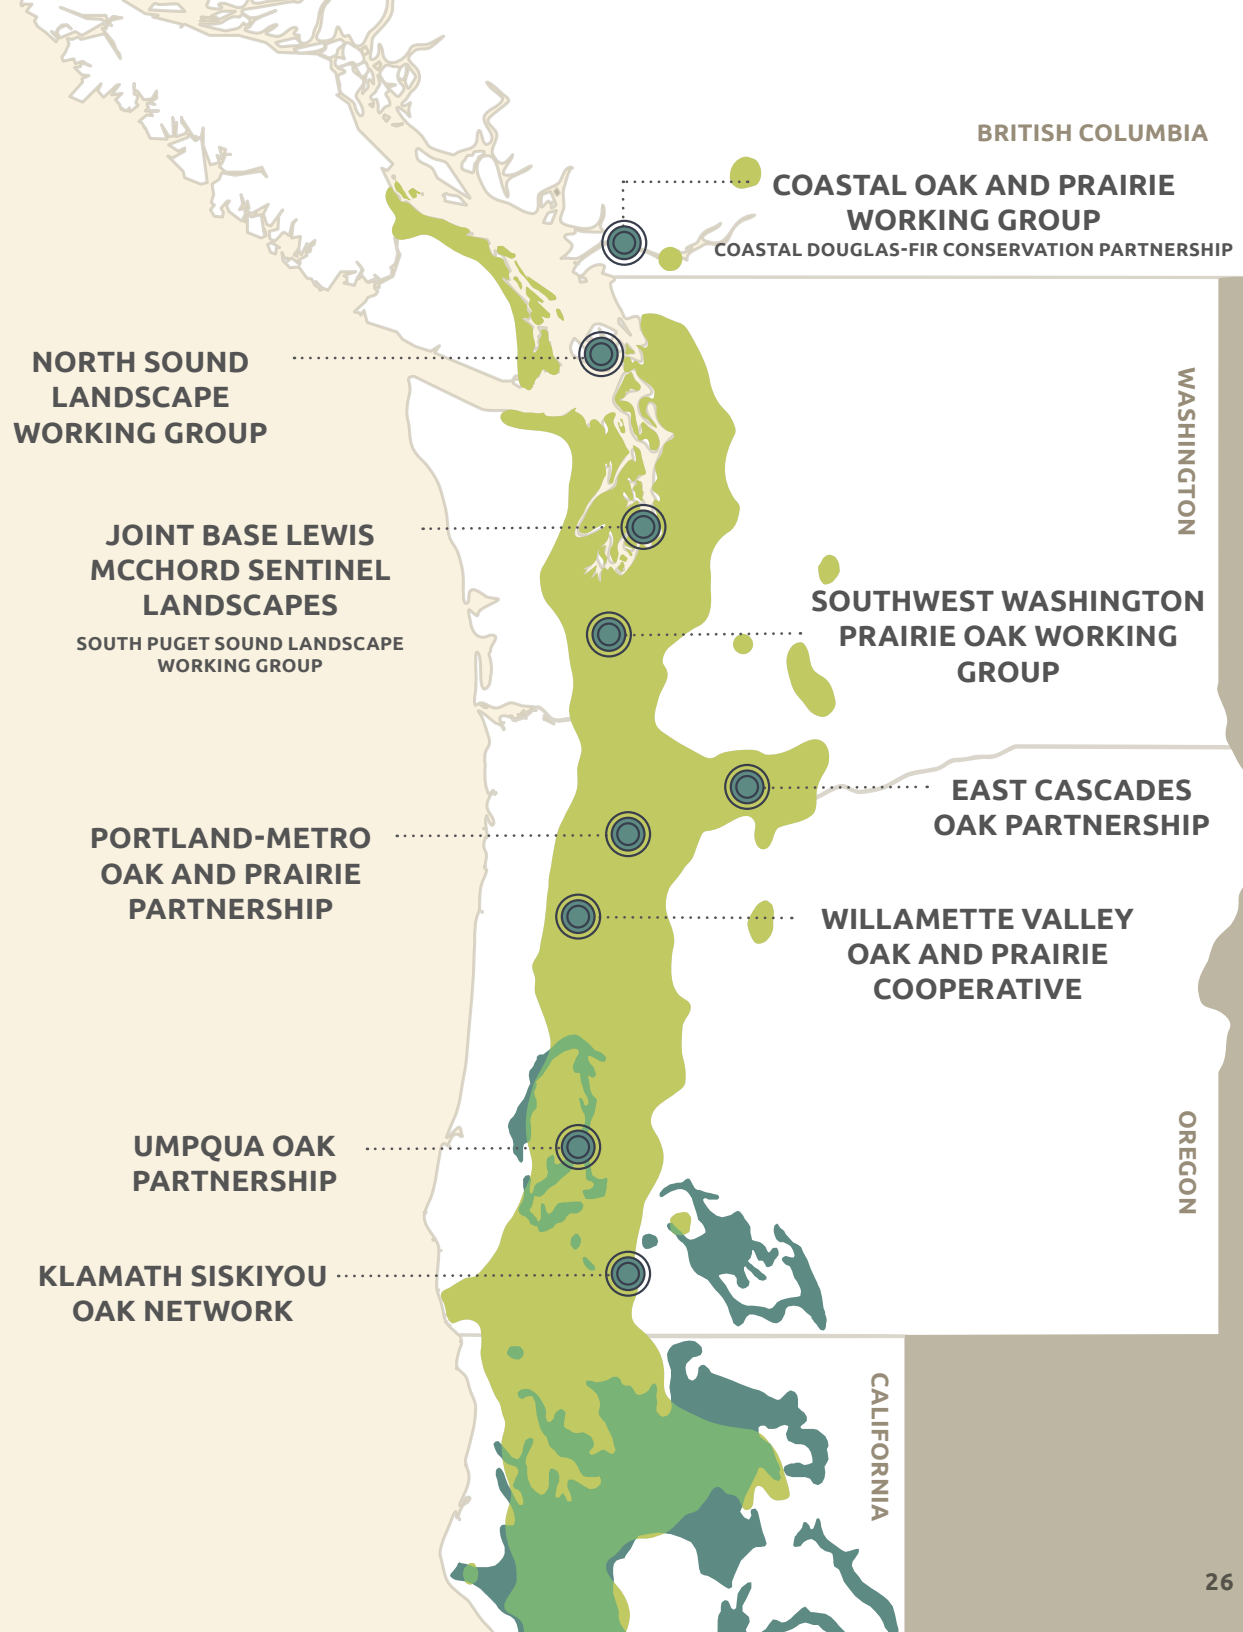 BRITISH COLUMBIA
COASTAL OAK AND PRAIRIE
WORKING GROUP
COASTAL DOUGLAS-FIR CONSERVATION PARTNERSHIP
NORTH SOUND
LANDSCAPE
WORKING GROUP
WASHINGTON
JOINT BASE LEWIS
MCCHORD SENTINEL
LANDSCAPES
SOUTH PUGET SOUND LANDSCAPE
WORKING GROUP
SOUTHWEST WASHINGTON
PRAIRIE OAK WORKING
GROUP
EAST CASCADES
OAK PARTNERSHIP
PORTLAND-METRO
OAK AND PRAIRIE
PARTNERSHIP
WILLAMETTE VALLEY
OAK AND PRAIRIE
COOPERATIVE
UMPQUA OAK
PARTNERSHIP
OREGON
KLAMATH SISKIYOU
OAK NETWORK
CALIFORNIA
26